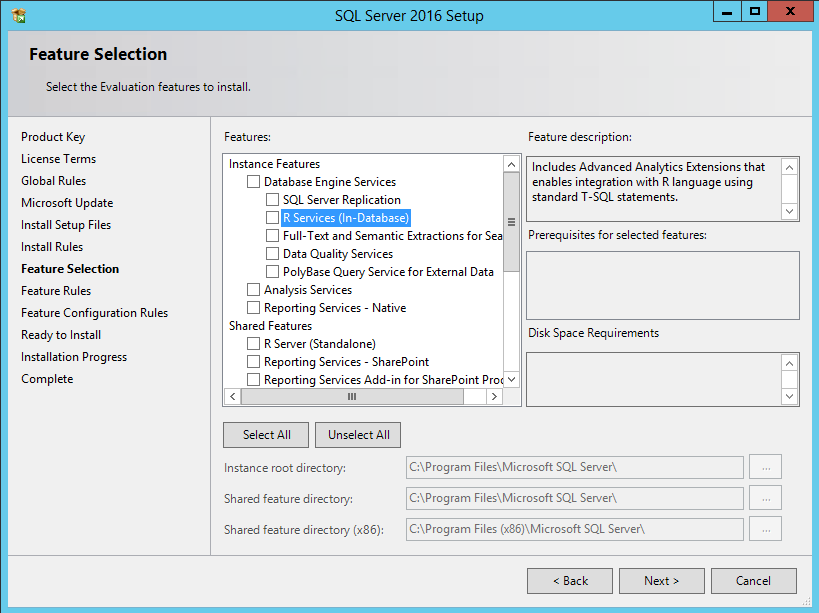 SQL Server 2016 Setup
Feature Selection
Select the Evaluation features to install.
Product Key
License Terms
Global Rules
Microsoft Update
Install Setup Files
Install Rules
Feature Selection
Feature Rules
Feature Configuration Rules
Ready to Install
Installation Progress
Complete
Features:
Instance Features
Database Engine Services
SQL Server Replication
R Services (In-Database)
Full-Text and Semantic Extractions for Sea
Data Quality Services
PolyBase Query Service for External Data
Analysis Services
Reporting Services - Native
Shared Features
R Server (Standalone)
Reporting Services - SharePoint
Reporting Services Add-in for SharePoint Proc
Feature description:
Includes Advanced Analytics Extensions that
enables integration with R language using
standard T-SQL statements.
Prerequisites for selected features:
Disk Space Requirements
Select All
Unselect All
Instance root directory:
C:\Program Files\Microsoft SQL Server\
...
Shared feature directory:
C:\Program Files\Microsoft SQL Server\
...
Shared feature directory (x86):
C:\Program Files (x86)\Microsoft SQL Server\
...
< Back
Next >
Cancel